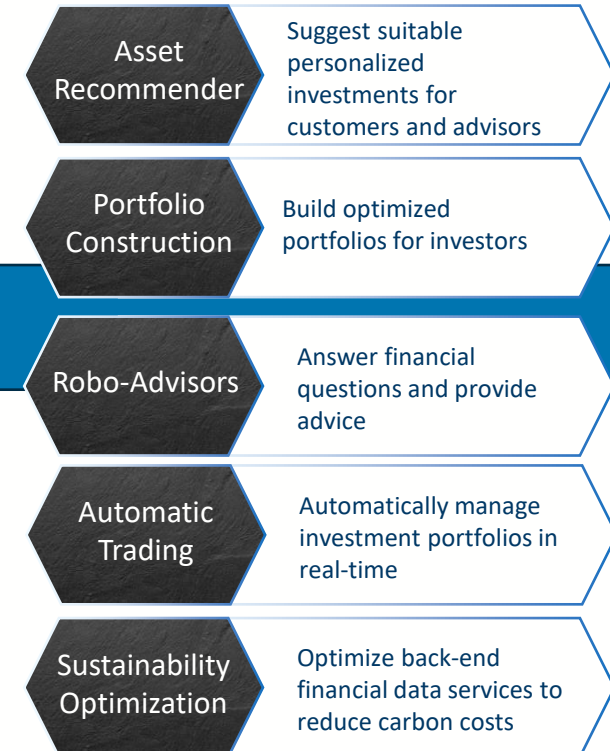 Asset
Recommender
Suggest suitable
personalized
investments for
customers and advisors
Portfolio
Construction
Build optimized
portfolios for investors
Robo-Advisors
Answer financial
questions and provide
advice
Automatic
Trading
Automatically manage
investment portfolios in
real-time
Sustainability
Optimization
Optimize back-end
financial data services to
reduce carbon costs